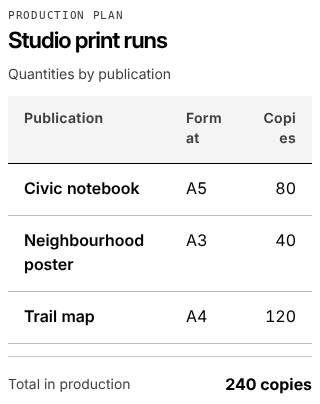 PRODUCTION PLAN
Studio print runs
Quantities by publication
Publication Form Copi
at es
Civic notebook A5 80
Neighbourhood A3 40
poster
Trail map A4 120
Total in production 240 copies